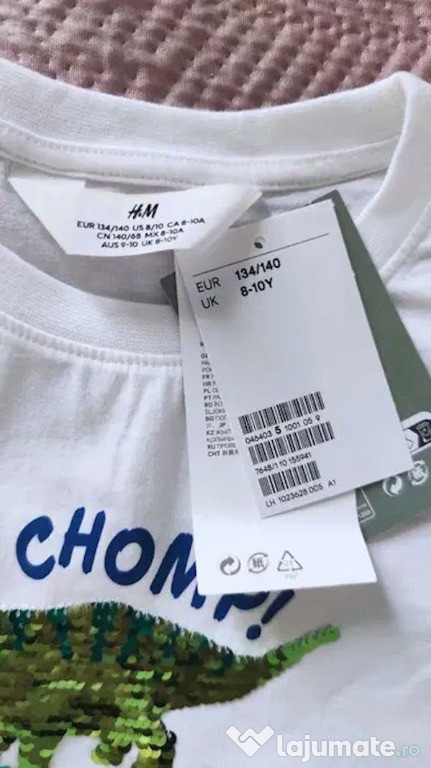 H&M
EUR 134/140 US 8/10 CA 8-10A
CN 140/68 MX 8-10A
AUS 9-10 UK 8-10Y
EUR 134/140
UK 8-10Y
046403 5 1001 05 9
7648/110 155941
LH 1023628.005 A1
CHOMP!
lajumate.ro